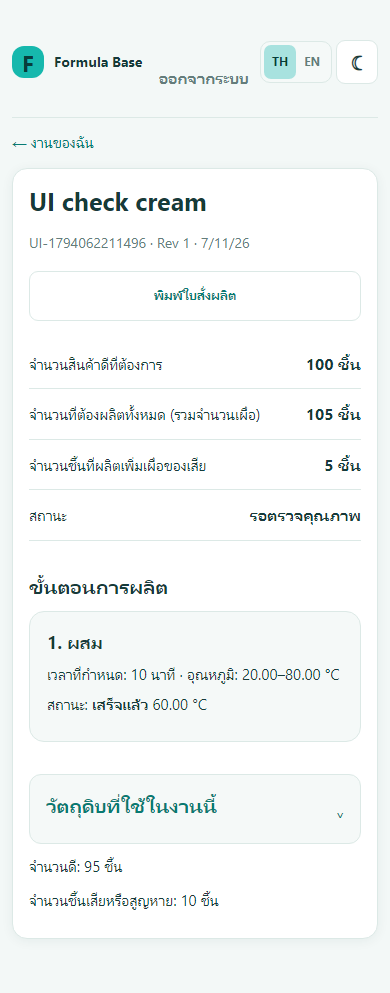 F Formula Base ออกจากระบบ TH EN
← งานของฉัน
UI check cream
UI-1794062211496 · Rev 1 · 7/11/26
พิมพ์ใบสั่งผลิต
จำนวนสินค้าดีที่ต้องการ 100 ชิ้น
จำนวนที่ต้องผลิตทั้งหมด (รวมจำนวนเผื่อ) 105 ชิ้น
จำนวนชิ้นที่ผลิตเพิ่มเผื่อของเสีย 5 ชิ้น
สถานะ รอตรวจคุณภาพ
ขั้นตอนการผลิต
1. ผสม
เวลาที่กำหนด: 10 นาที · อุณหภูมิ: 20.00–80.00 °C
สถานะ: เสร็จแล้ว 60.00 °C
วัตถุดิบที่ใช้ในงานนี้
จำนวนดี: 95 ชิ้น
จำนวนชิ้นเสียหรือสูญหาย: 10 ชิ้น